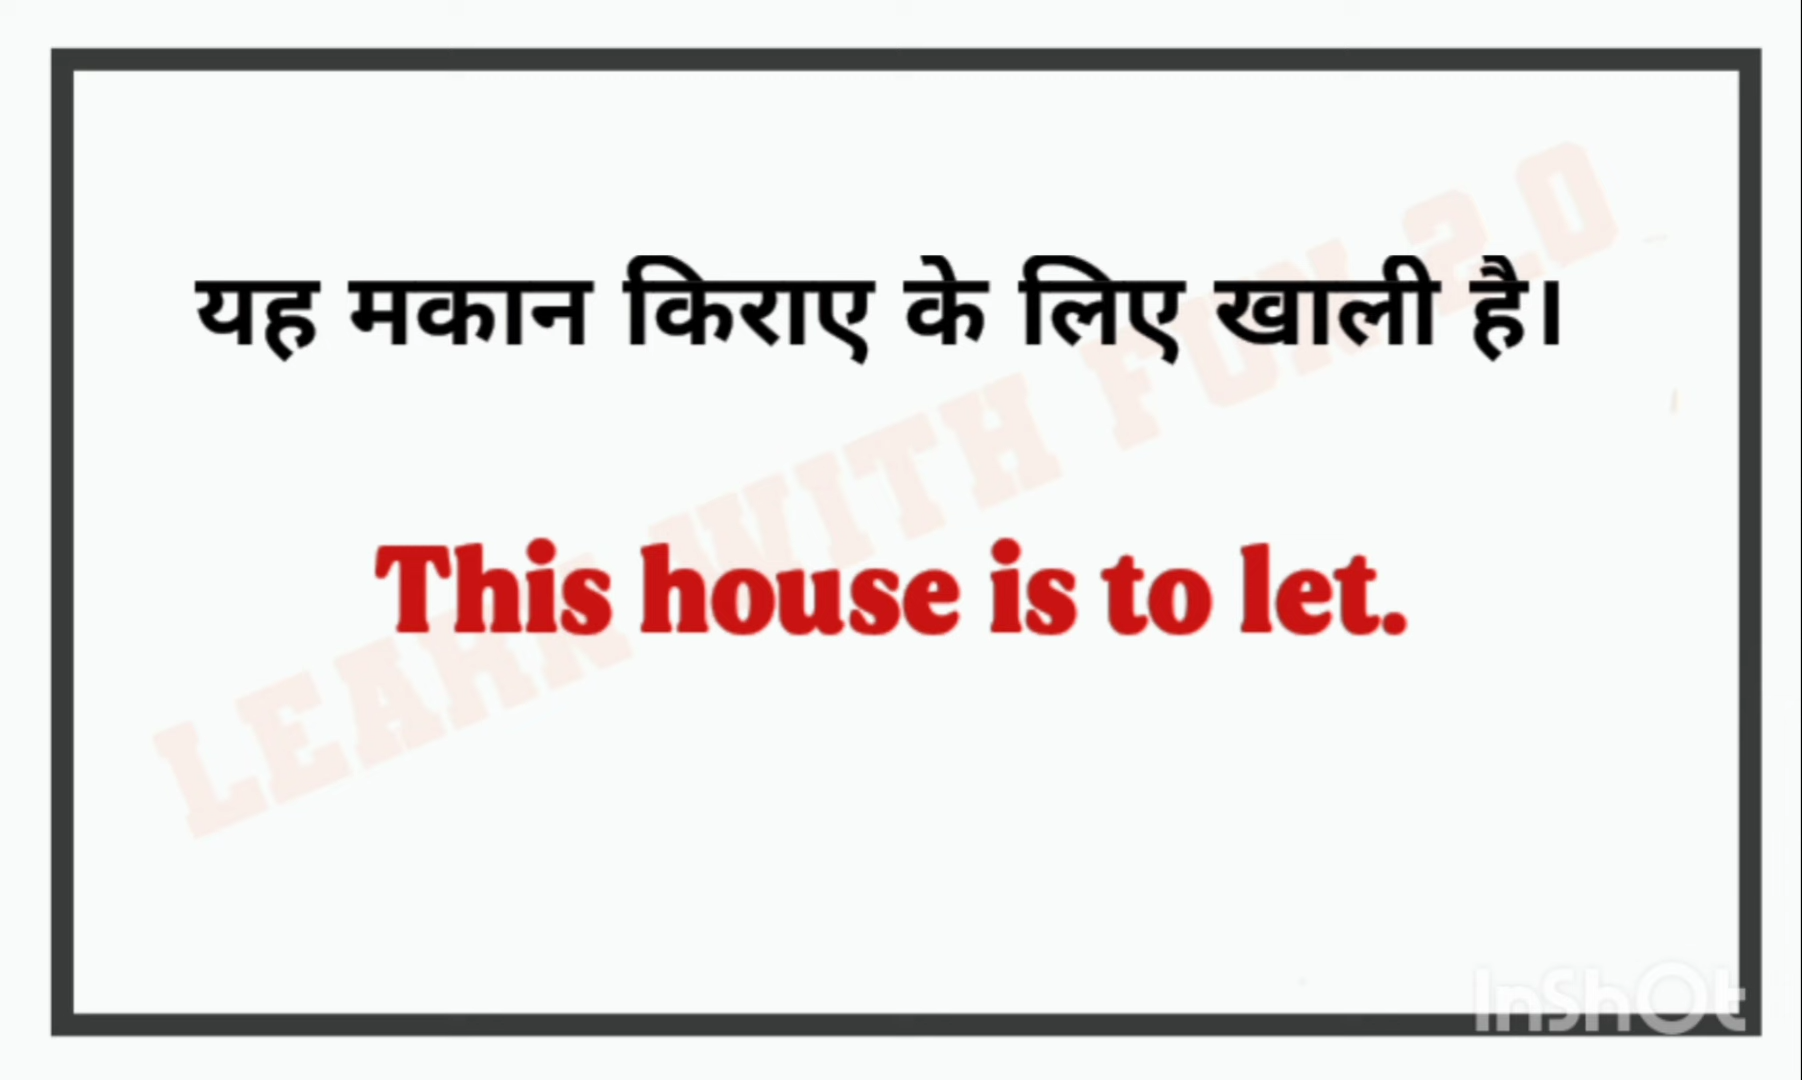 यह मकान किराए के लिए खाली है।
This house is to let.
LEARN WITH FUN 2.0
InShOt